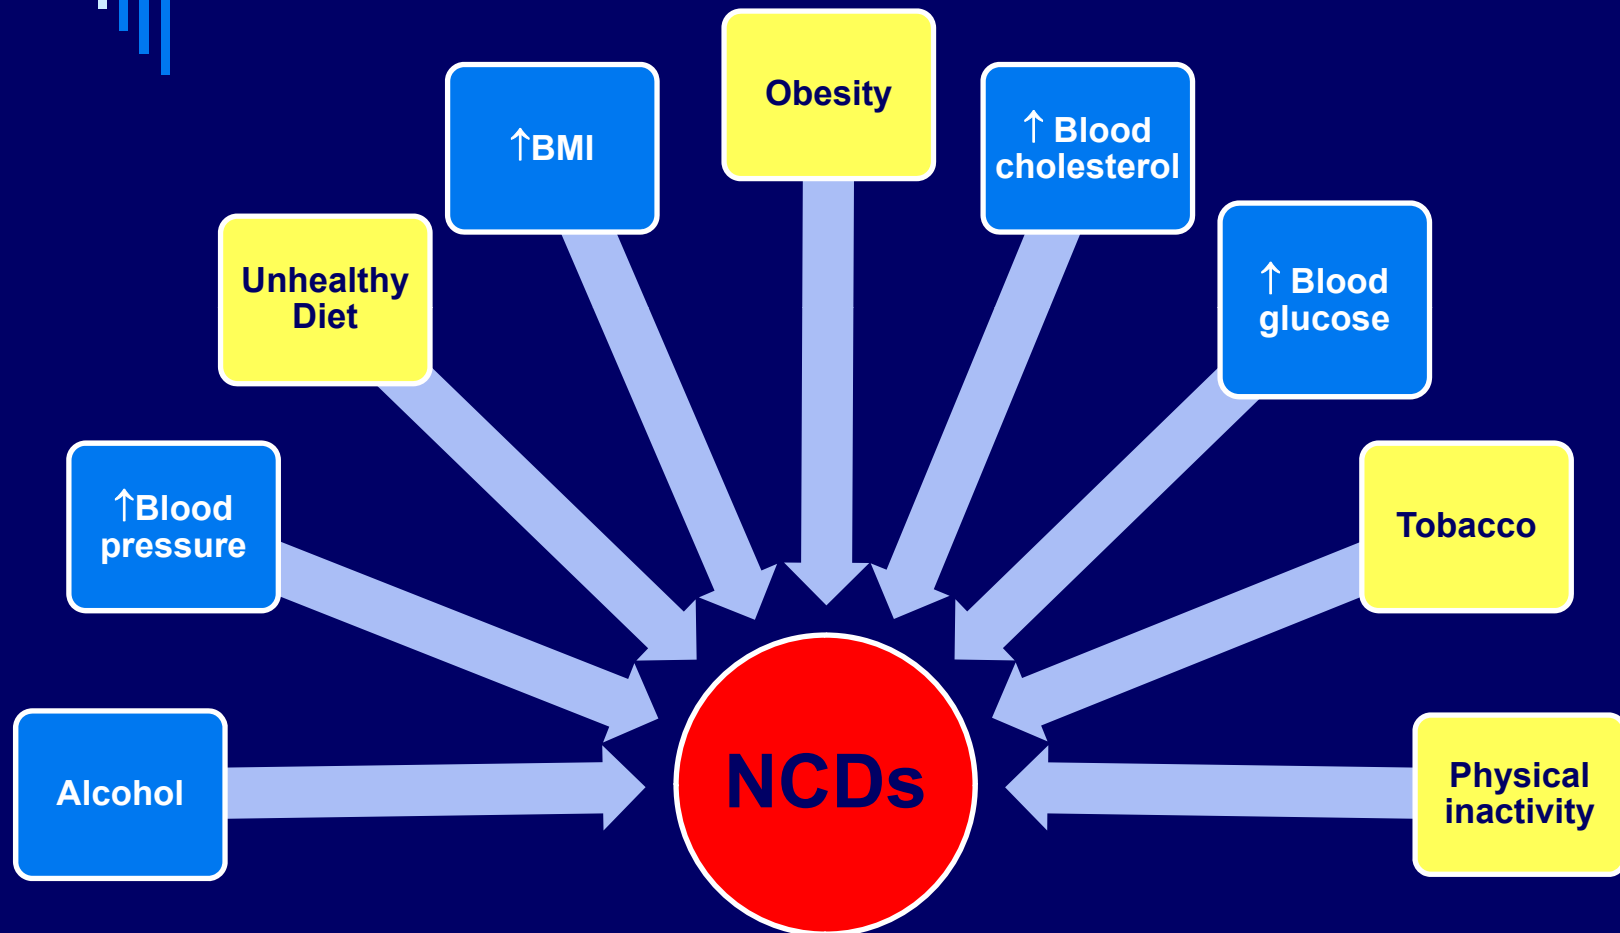 Obesity
↑BMI
↑ Blood
cholesterol
Unhealthy
Diet
↑ Blood
glucose
↑Blood
pressure
Tobacco
Alcohol
NCDs
Physical
inactivity